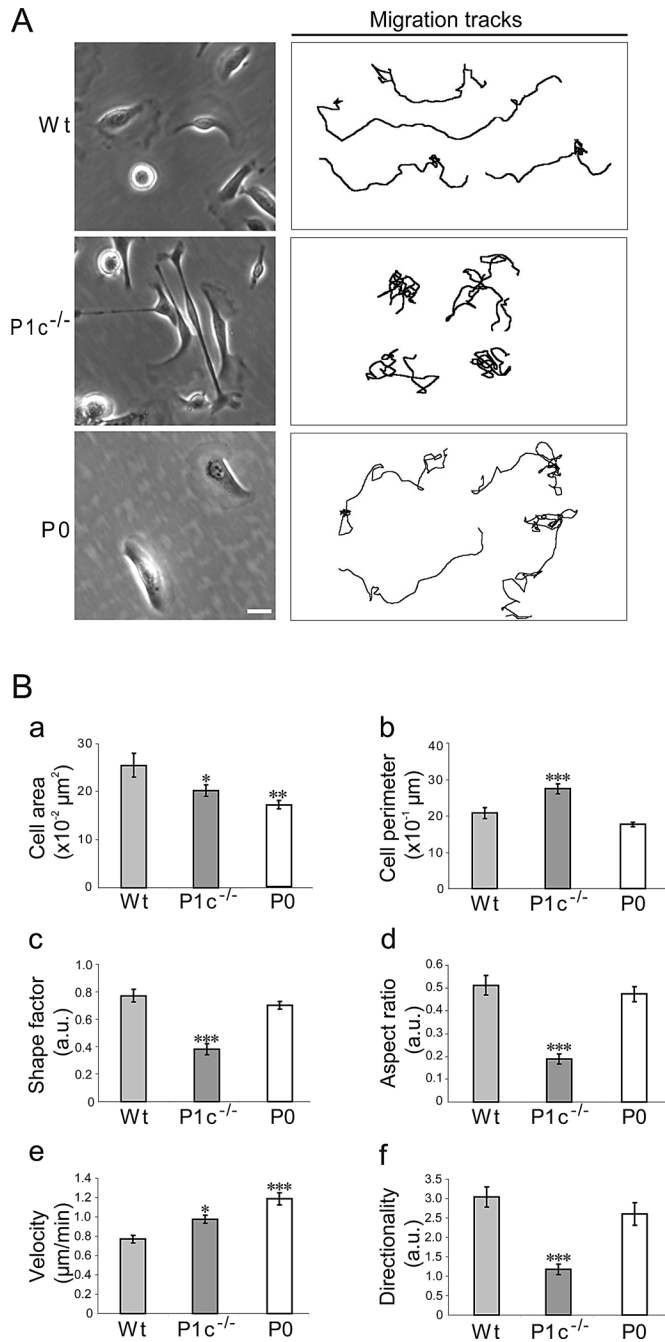 A
Migration tracks
Wt
P1c-/-
P0
B
a
Cell area
(x10-2 µm2)
30
20
10
0
*
**
Wt
P1c-/-
P0
b
Cell perimeter
(x10-1 µm)
40
30
20
10
0
***
Wt
P1c-/-
P0
c
Shape factor
(a.u.)
1.0
0.8
0.6
0.4
0.2
0
***
Wt
P1c-/-
P0
d
Aspect ratio
(a.u.)
0.6
0.5
0.4
0.3
0.2
0.1
0
***
Wt
P1c-/-
P0
e
Velocity
(µm/min)
1.4
1.2
1.0
0.8
0.6
0.4
0.2
0
*
***
Wt
P1c-/-
P0
f
Directionality
(a.u.)
3.5
3.0
2.5
2.0
1.5
1.0
0.5
0
***
Wt
P1c-/-
P0